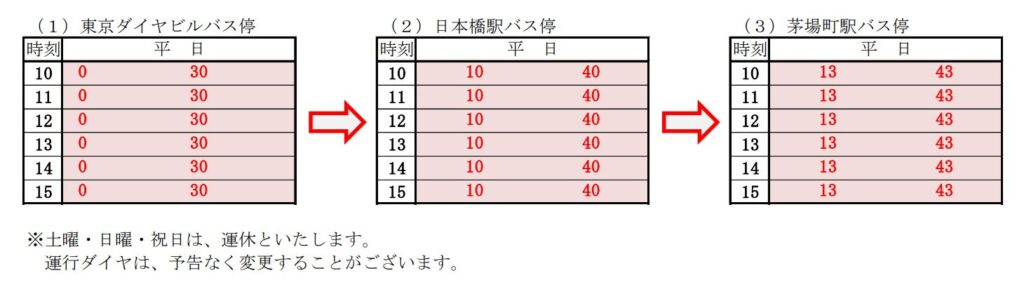 （１）東京ダイヤビルバス停
時刻 平　日
10 0 30
11 0 30
12 0 30
13 0 30
14 0 30
15 0 30
（２）日本橋駅バス停
時刻 平　日
10 10 40
11 10 40
12 10 40
13 10 40
14 10 40
15 10 40
（３）茅場町駅バス停
時刻 平　日
10 13 43
11 13 43
12 13 43
13 13 43
14 13 43
15 13 43
※土曜・日曜・祝日は、運休といたします。
運行ダイヤは、予告なく変更することがございます。